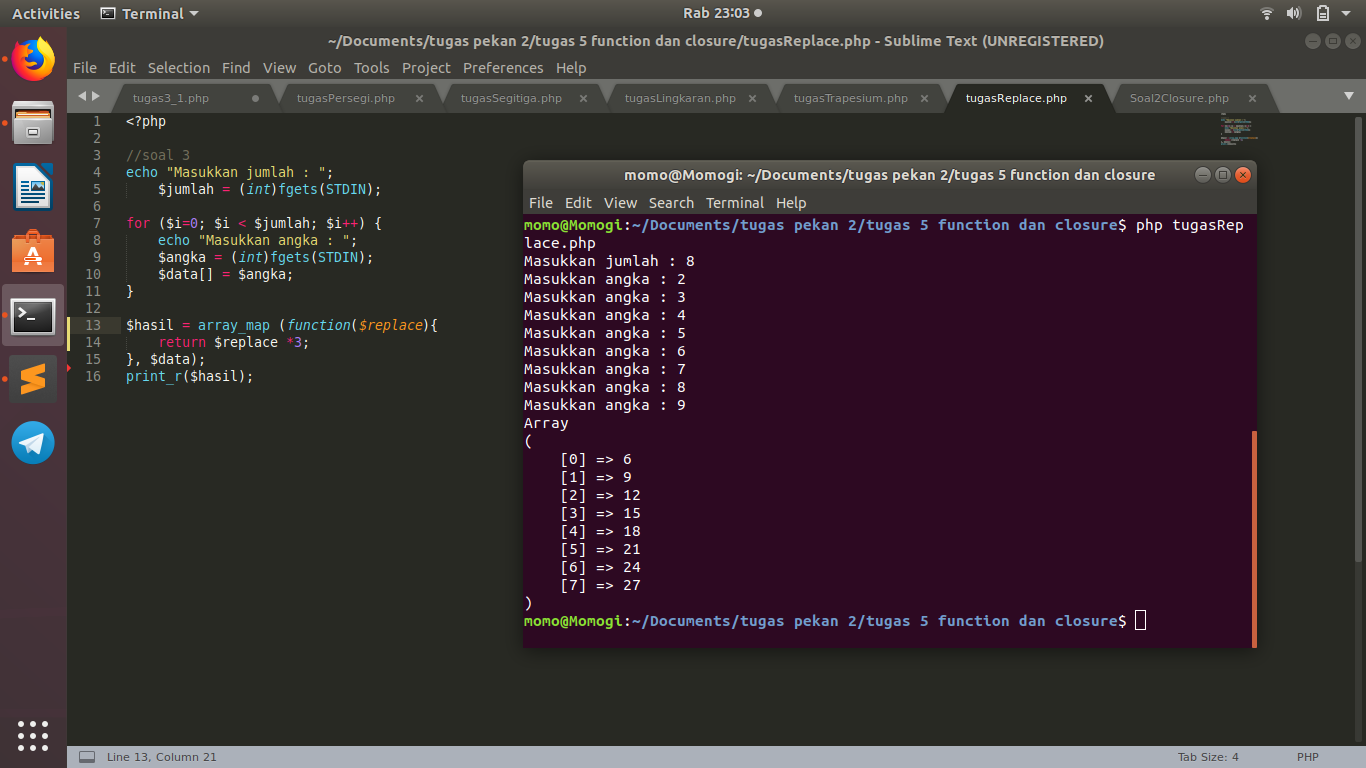 Activities Terminal Rab 23:03
~/Documents/tugas pekan 2/tugas 5 function dan closure/tugasReplace.php - Sublime Text (UNREGISTERED)
File Edit Selection Find View Goto Tools Project Preferences Help
tugas3_1.php tugasPersegi.php tugasSegitiga.php tugasLingkaran.php tugasTrapesium.php tugasReplace.php Soal2Closure.php
1 <?php
2
3 //soal 3
4 echo "Masukkan jumlah : ";
5 $jumlah = (int)fgets(STDIN);
6
7 for ($i=0; $i < $jumlah; $i++) {
8 echo "Masukkan angka : ";
9 $angka = (int)fgets(STDIN);
10 $data[] = $angka;
11 }
12
13 $hasil = array_map (function($replace){
14 return $replace *3;
15 }, $data);
16 print_r($hasil);
momo@Momogi: ~/Documents/tugas pekan 2/tugas 5 function dan closure
File Edit View Search Terminal Help
momo@Momogi:~/Documents/tugas pekan 2/tugas 5 function dan closure$ php tugasRep
lace.php
Masukkan jumlah : 8
Masukkan angka : 2
Masukkan angka : 3
Masukkan angka : 4
Masukkan angka : 5
Masukkan angka : 6
Masukkan angka : 7
Masukkan angka : 8
Masukkan angka : 9
Array
(
[0] => 6
[1] => 9
[2] => 12
[3] => 15
[4] => 18
[5] => 21
[6] => 24
[7] => 27
)
momo@Momogi:~/Documents/tugas pekan 2/tugas 5 function dan closure$
Line 13, Column 21 Tab Size: 4 PHP